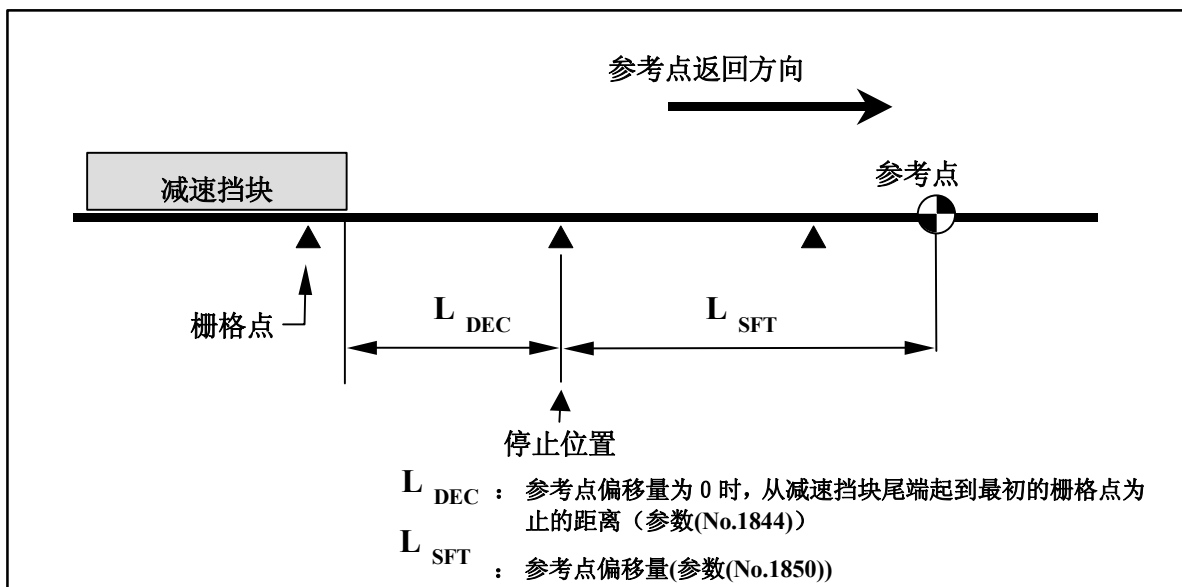 参考点返回方向
减速挡块
参考点
栅格点
L DEC
L SFT
停止位置
L DEC ： 参考点偏移量为 0 时，从减速挡块尾端起到最初的栅格点为
止的距离（参数(No.1844)）
L SFT ： 参考点偏移量(参数(No.1850))